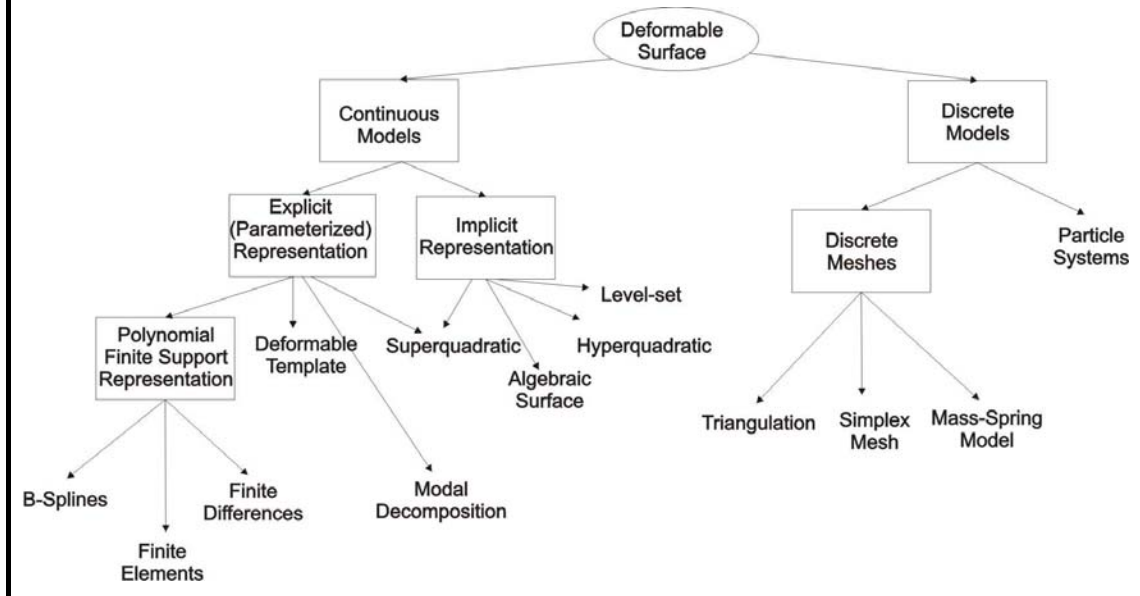 Deformable
Surface
Continuous
Models
Discrete
Models
Explicit
(Parameterized)
Representation
Implicit
Representation
Discrete
Meshes
Particle
Systems
Level-set
Polynomial
Finite Support
Representation
Deformable
Template
Superquadratic
Hyperquadratic
Algebraic
Surface
Triangulation
Simplex
Mesh
Mass-Spring
Model
B-Splines
Finite
Differences
Modal
Decomposition
Finite
Elements